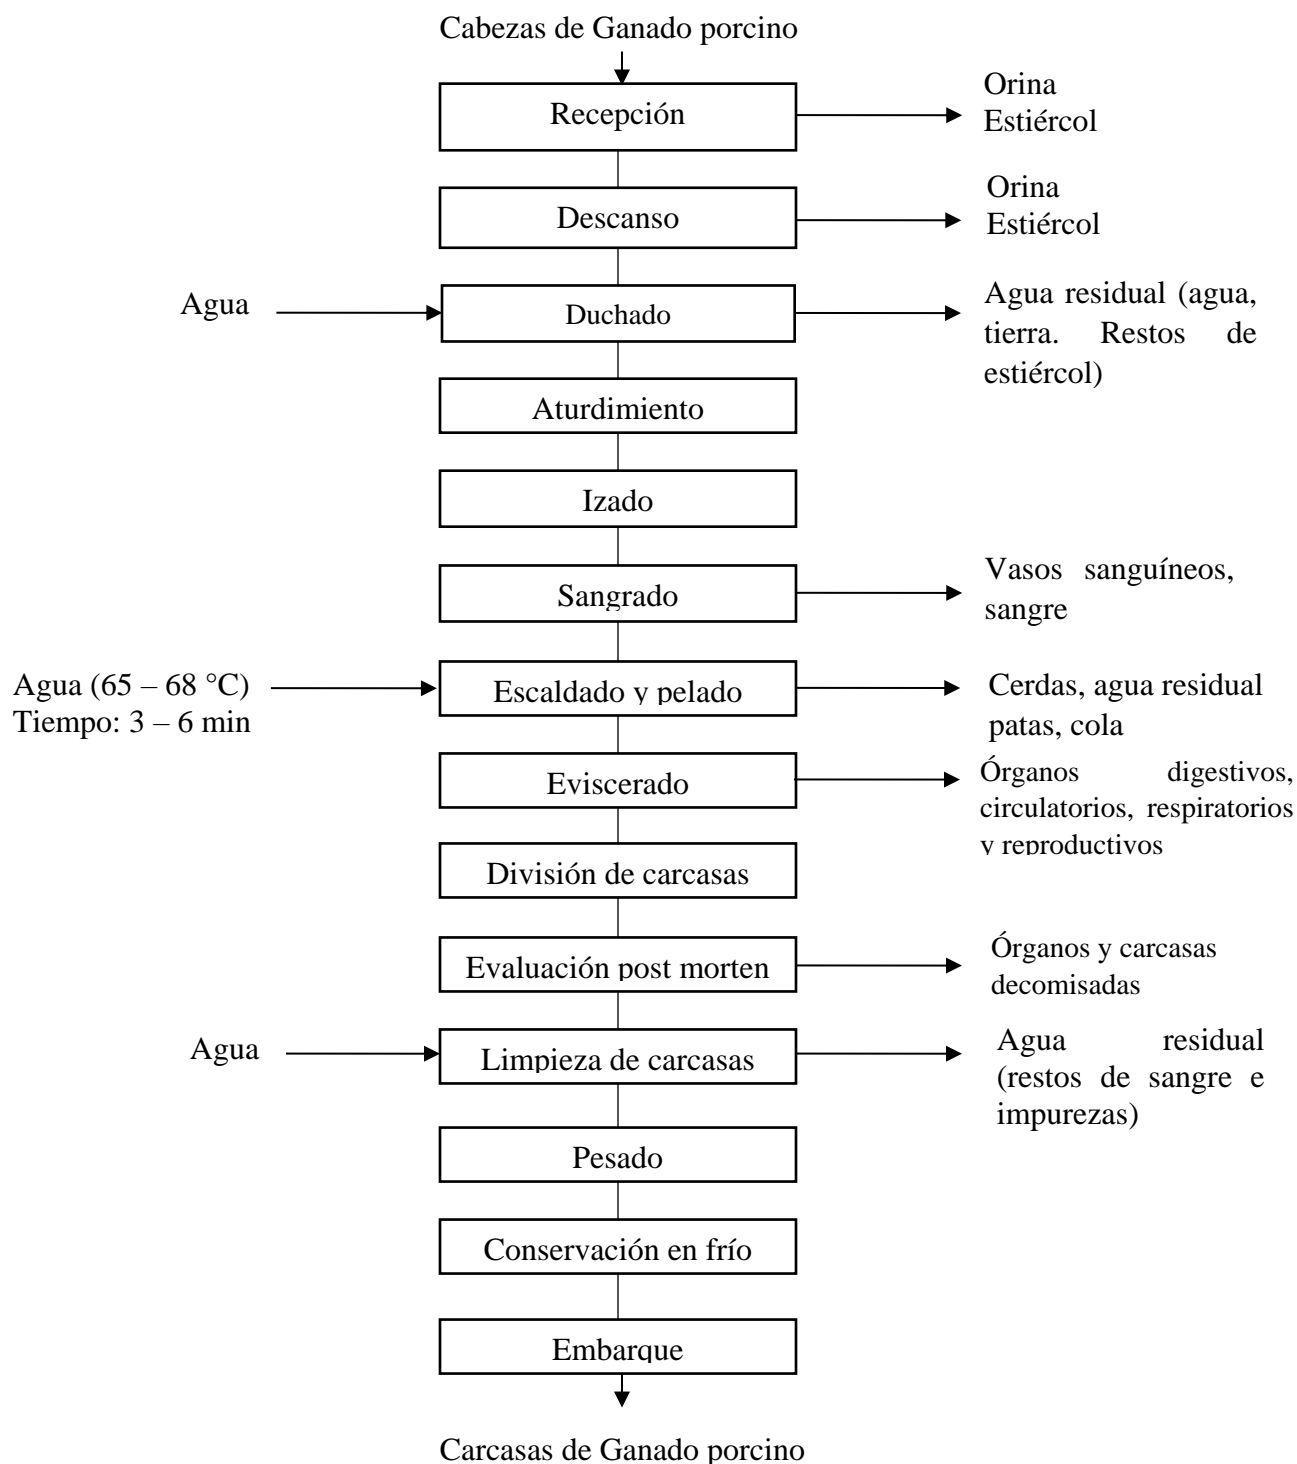 Cabezas de Ganado porcino
Recepción
Orina
Estiércol
Descanso
Orina
Estiércol
Agua
Duchado
Agua residual (agua,
tierra. Restos de
estiércol)
Aturdimiento
Izado
Sangrado
Vasos sanguíneos,
sangre
Agua (65 – 68 °C)
Tiempo: 3 – 6 min
Escaldado y pelado
Cerdas, agua residual
patas, cola
Eviscerado
Órganos digestivos,
circulatorios, respiratorios
y reproductivos
División de carcasas
Evaluación post morten
Órganos y carcasas
decomisadas
Agua
Limpieza de carcasas
Agua residual
(restos de sangre e
impurezas)
Pesado
Conservación en frío
Embarque
Carcasas de Ganado porcino